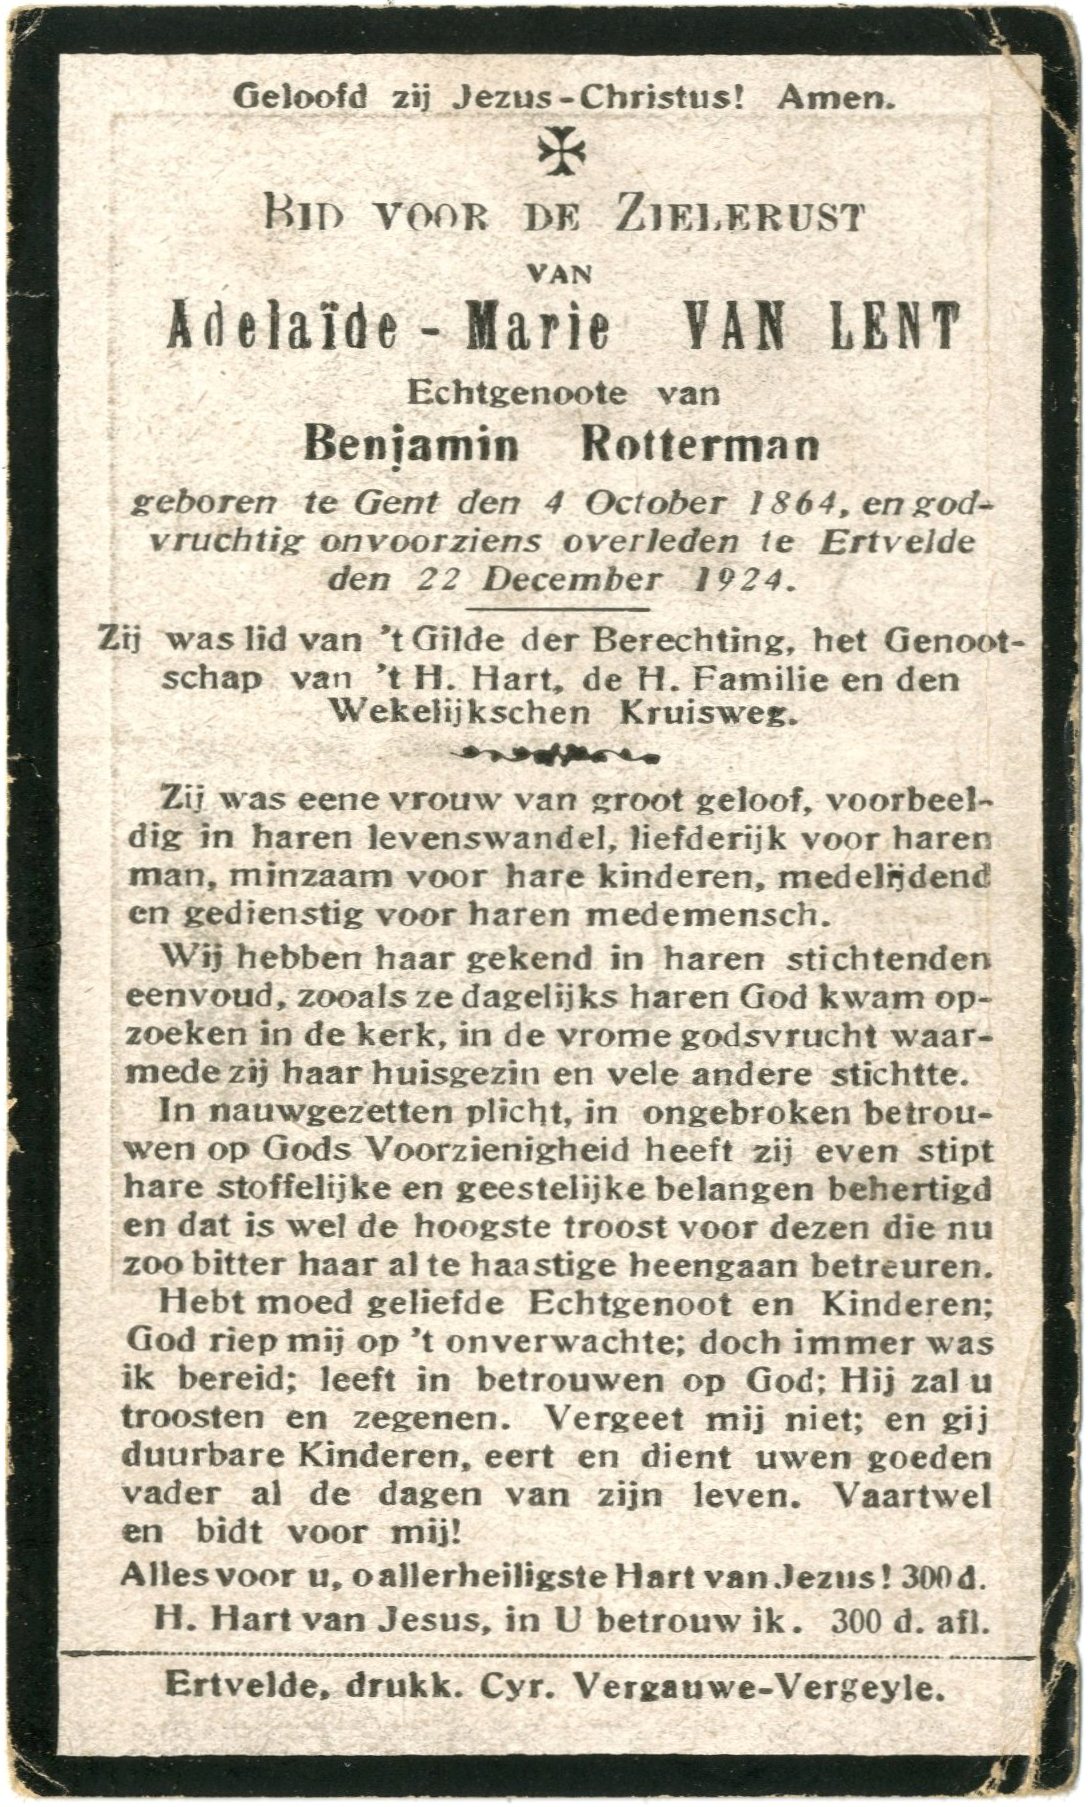 Geloofd zij Jezus-Christus! Amen.
BID VOOR DE ZIELERUST
VAN
Adelaïde - Marie VAN LENT
Echtgenoote van
Benjamin Rotterman
geboren te Gent den 4 October 1864, en god-
vruchtig onvoorziens overleden te Ertvelde
den 22 December 1924.
Zij was lid van 't Gilde der Berechting, het Genoot-
schap van 't H. Hart, de H. Familie en den
Wekelijkschen Kruisweg.
Zij was eene vrouw van groot geloof, voorbeel-
dig in haren levenswandel, liefderijk voor haren
man, minzaam voor hare kinderen, medelijdend
en gedienstig voor haren medemensch.
Wij hebben haar gekend in haren stichtenden
eenvoud, zooals ze dagelijks haren God kwam op-
zoeken in de kerk, in de vrome godsvrucht waar-
mede zij haar huisgezin en vele andere stichtte.
In nauwgezetten plicht, in ongebroken betrou-
wen op Gods Voorzienigheid heeft zij even stipt
hare stoffelijke en geestelijke belangen behertigd
en dat is wel de hoogste troost voor dezen die nu
zoo bitter haar al te haastige heengaan betreuren.
Hebt moed geliefde Echtgenoot en Kinderen;
God riep mij op 't onverwachte; doch immer was
ik bereid; leeft in betrouwen op God; Hij zal u
troosten en zegenen. Vergeet mij niet; en gij
duurbare Kinderen, eert en dient uwen goeden
vader al de dagen van zijn leven. Vaartwel
en bidt voor mij!
Alles voor u, o allerheiligste Hart van Jezus! 300 d.
H. Hart van Jesus, in U betrouw ik. 300 d. afl.
Ertvelde, drukk. Cyr. Vergauwe-Vergeyle.